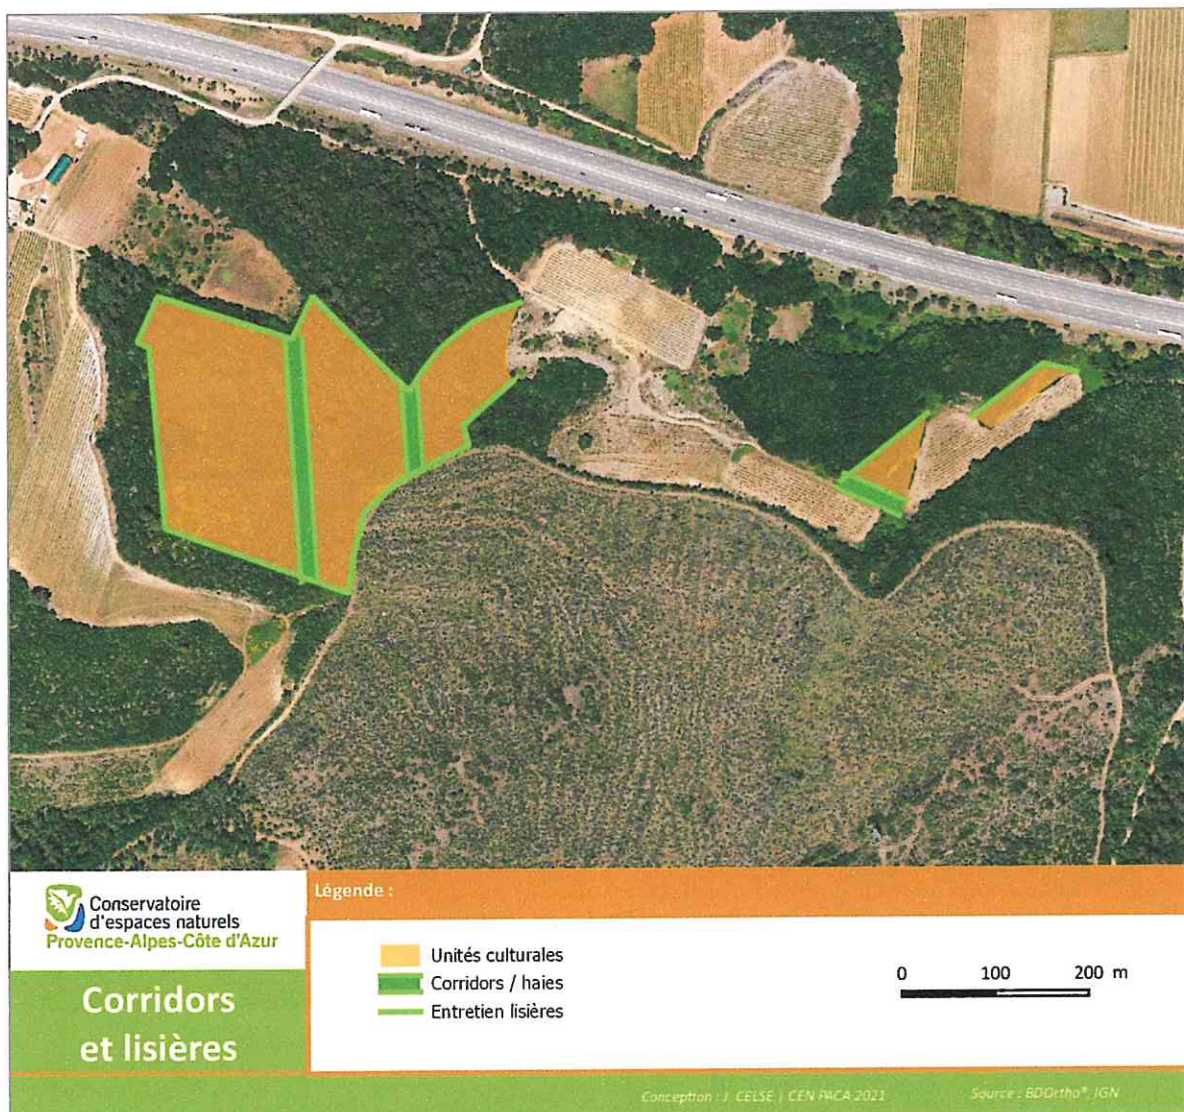 Conservatoire
d'espaces naturels
Provence-Alpes-Côte d'Azur
Corridors
et lisières
Légende :
Unités culturales
Corridors / haies
Entretien lisières
0 100 200 m
Conception : J. CELSE | CEN PACA 2021
Source : BDOrtho®, IGN